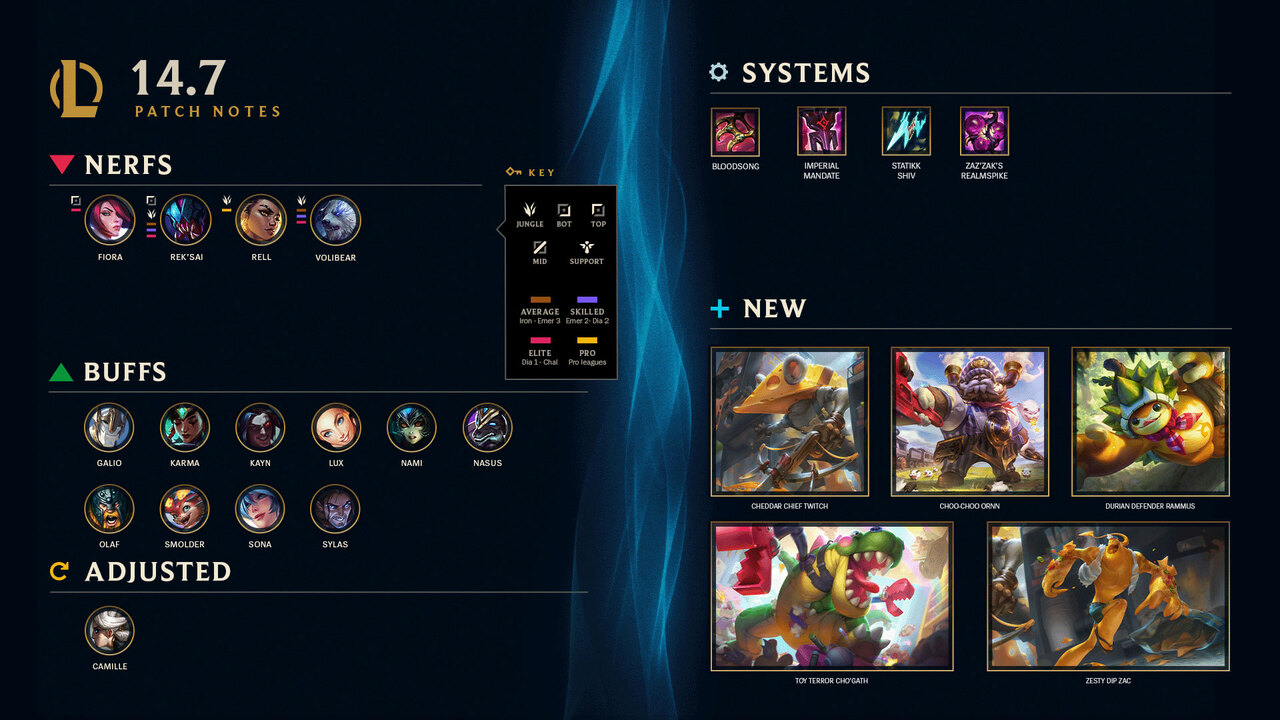 14.7
PATCH NOTES
NERFS
FIORA
REK'SAI
RELL
VOLIBEAR
KEY
JUNGLE
BOT
TOP
MID
SUPPORT
AVERAGE
Iron - Emer 3
SKILLED
Emer 2- Dia 2
ELITE
Dia 1 - Chal
PRO
Pro leagues
BUFFS
GALIO
KARMA
KAYN
LUX
NAMI
NASUS
OLAF
SMOLDER
SONA
SYLAS
ADJUSTED
CAMILLE
SYSTEMS
BLOODSONG
IMPERIAL
MANDATE
STATIKK
SHIV
ZAZ'ZAK'S
REALMSPIKE
NEW
CHEDDAR CHIEF TWITCH
CHOO-CHOO ORNN
DURIAN DEFENDER RAMMUS
TOY TERROR CHO'GATH
ZESTY DIP ZAC